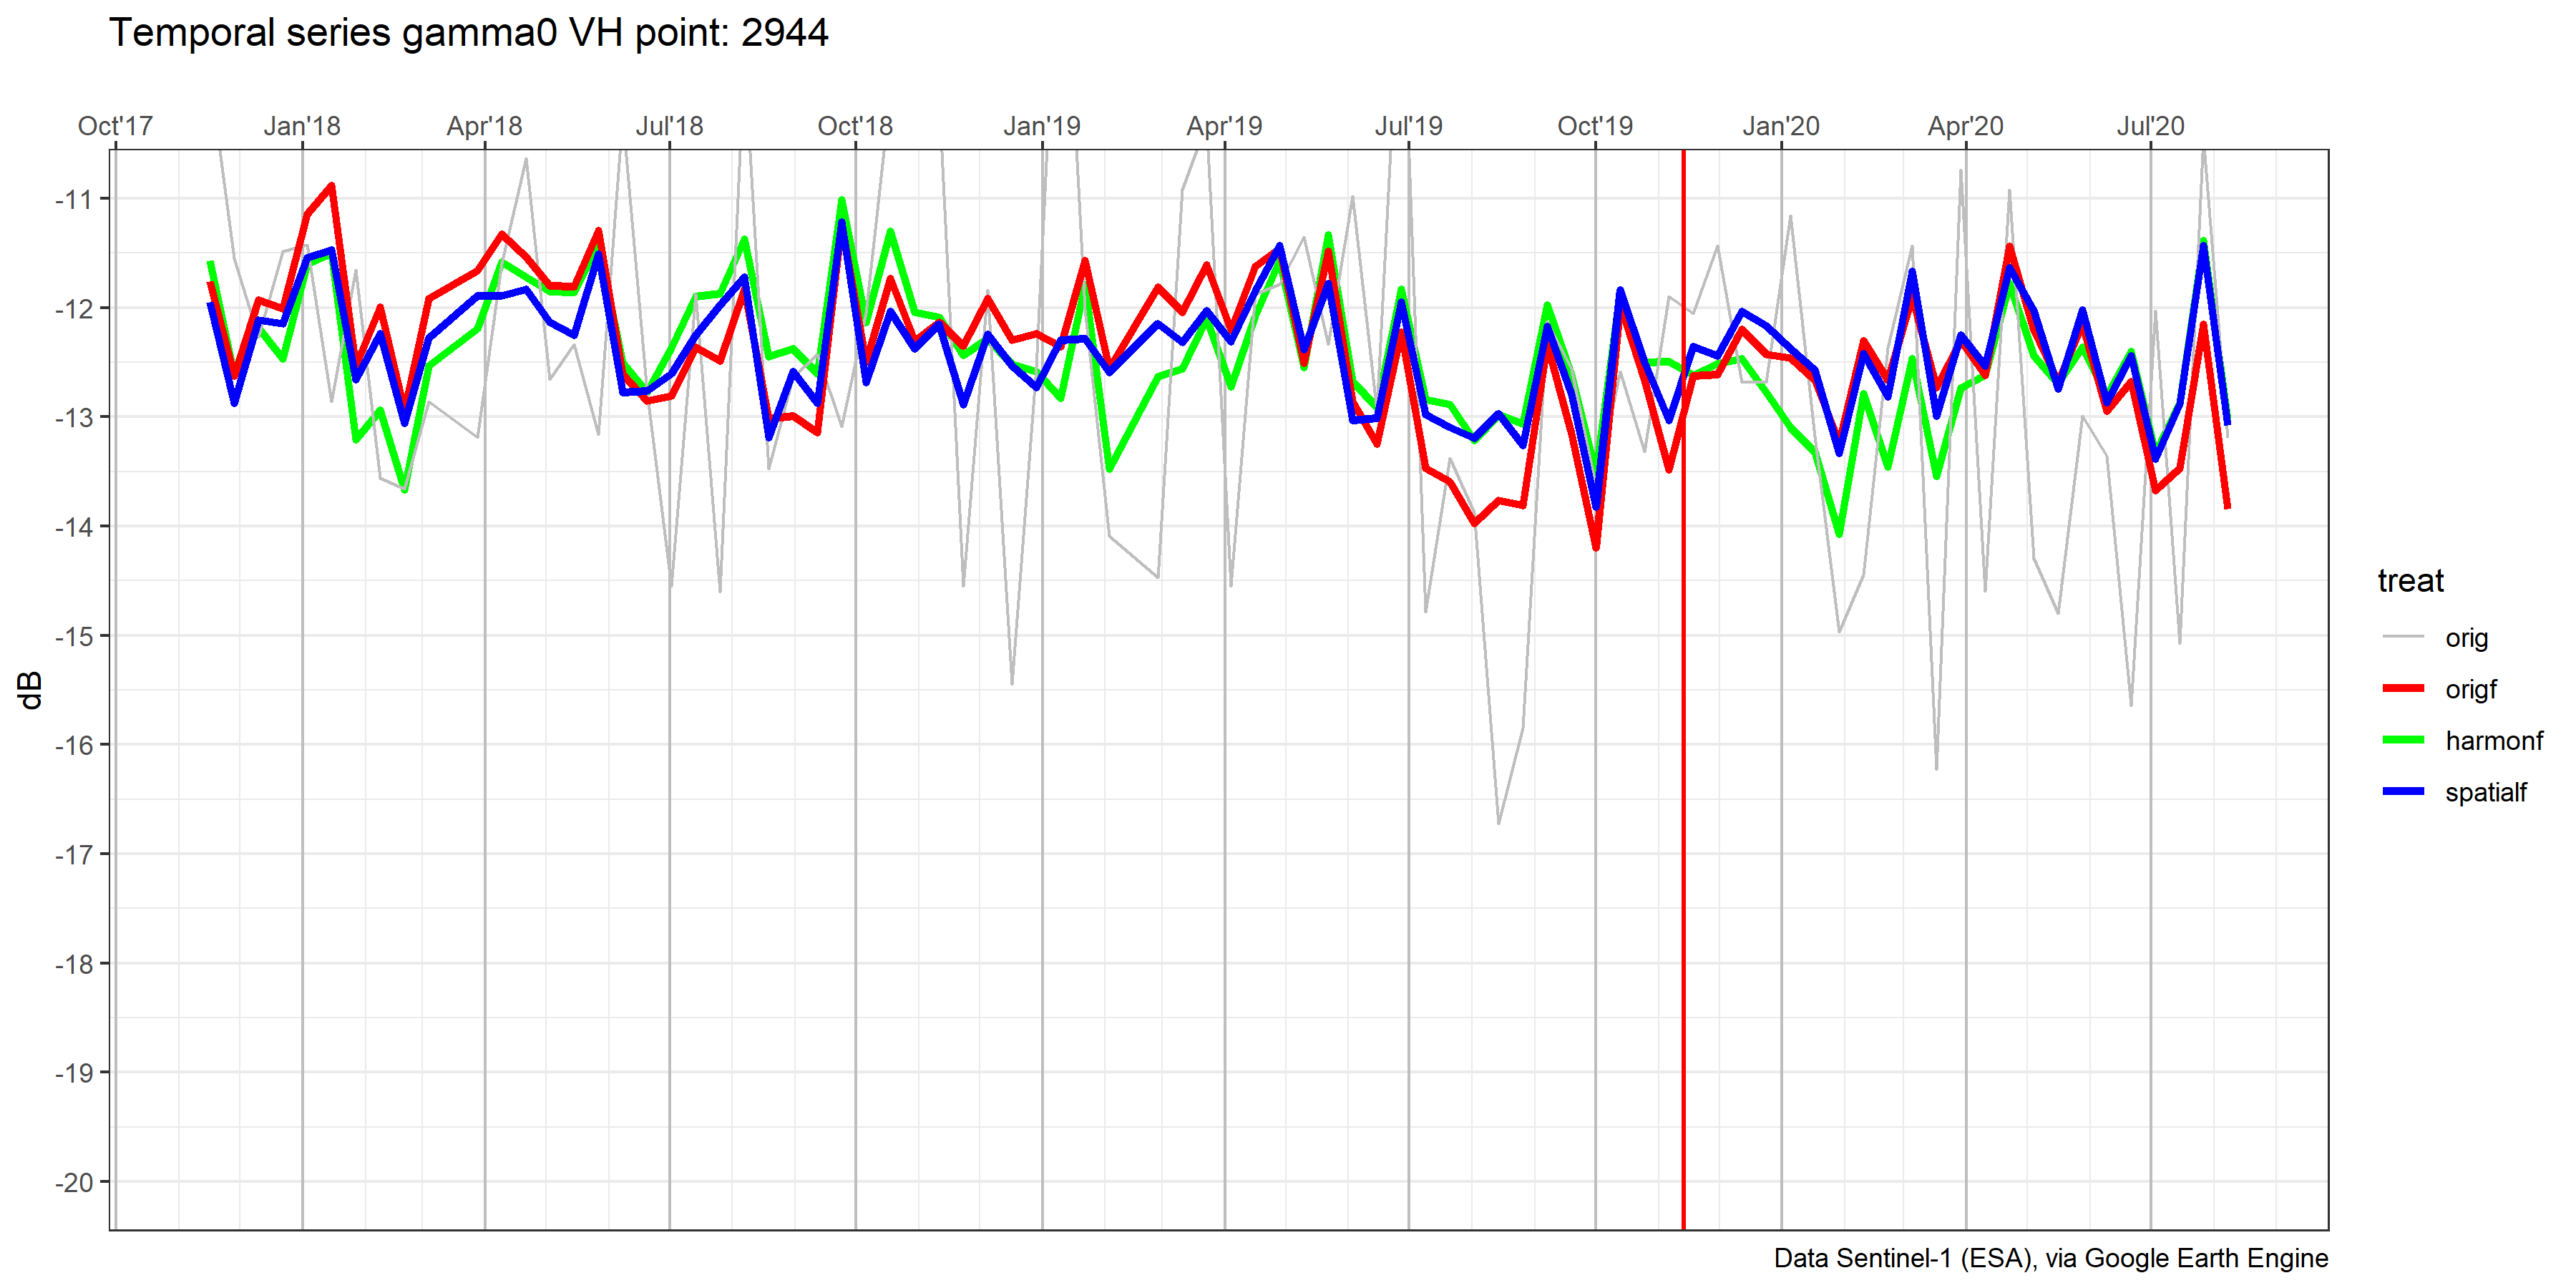 Temporal series gamma0 VH point: 2944
Oct'17 Jan'18 Apr'18 Jul'18 Oct'18 Jan'19 Apr'19 Jul'19 Oct'19 Jan'20 Apr'20 Jul'20
-11
-12
-13
-14
-15
-16
-17
-18
-19
-20
dB
treat
orig
origf
harmonf
spatialf
Data Sentinel-1 (ESA), via Google Earth Engine